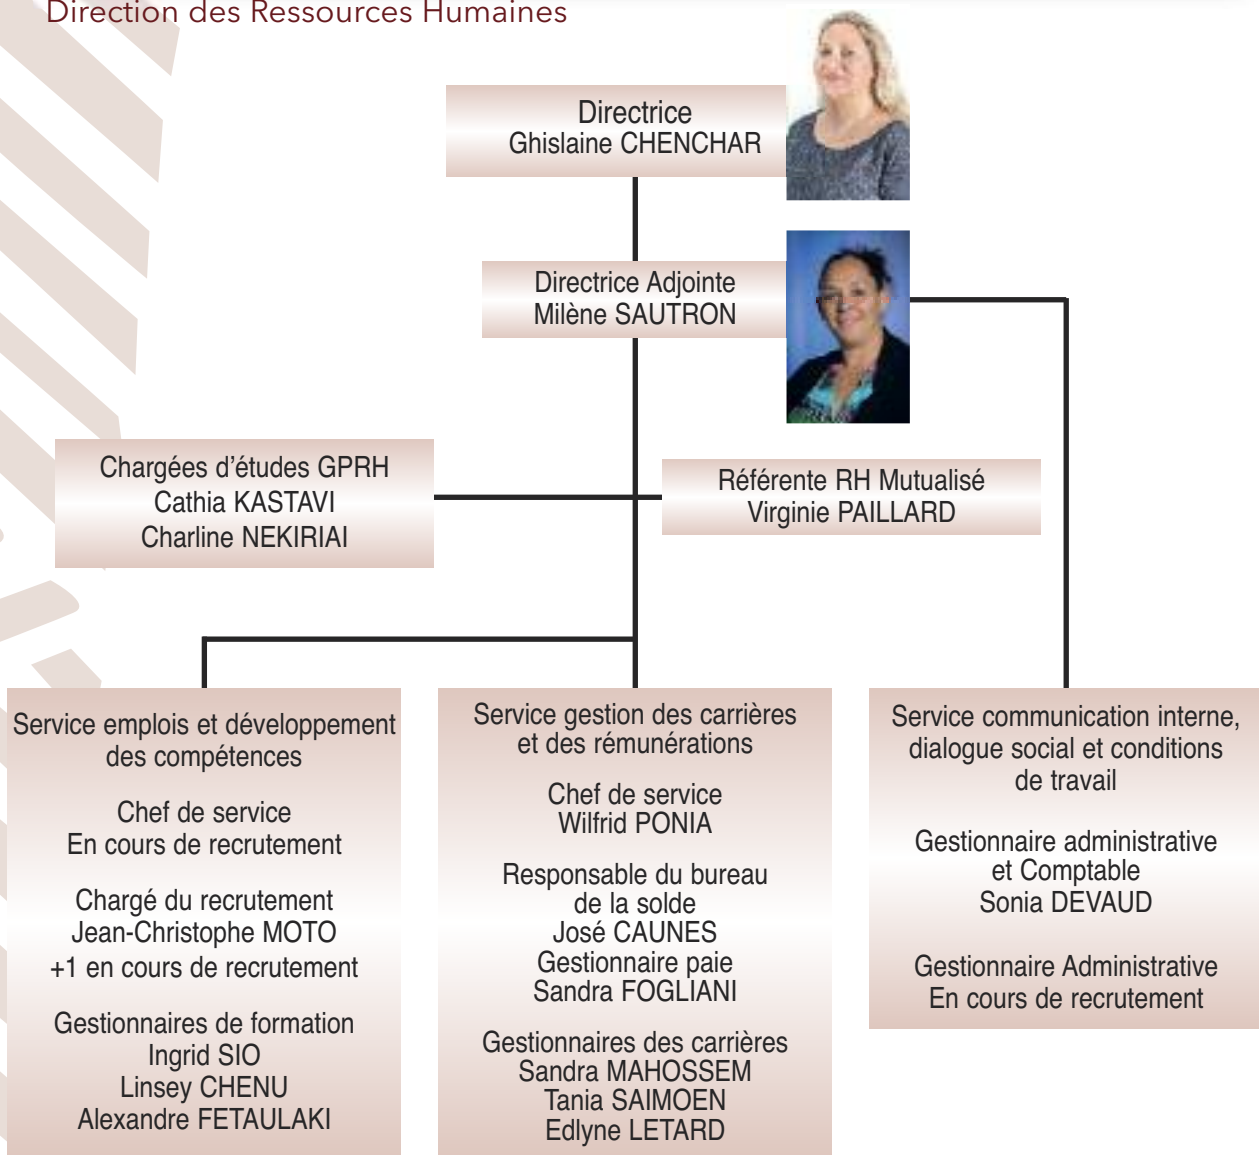 Direction des Ressources Humaines
Directrice
Ghislaine CHENCHAR
Directrice Adjointe
Milène SAUTRON
Chargées d'études GPRH
Cathia KASTAVI
Charline NEKIRIAI
Référente RH Mutualisé
Virginie PAILLARD
Service emplois et développement
des compétences
Chef de service
En cours de recrutement
Chargé du recrutement
Jean-Christophe MOTO
+1 en cours de recrutement
Gestionnaires de formation
Ingrid SIO
Linsey CHENU
Alexandre FETAULAKI
Service gestion des carrières
et des rémunérations
Chef de service
Wilfrid PONIA
Responsable du bureau
de la solde
José CAUNES
Gestionnaire paie
Sandra FOGLIANI
Gestionnaires des carrières
Sandra MAHOSSEM
Tania SAIMOEN
Edlyne LETARD
Service communication interne,
dialogue social et conditions
de travail
Gestionnaire administrative
et Comptable
Sonia DEVAUD
Gestionnaire Administrative
En cours de recrutement